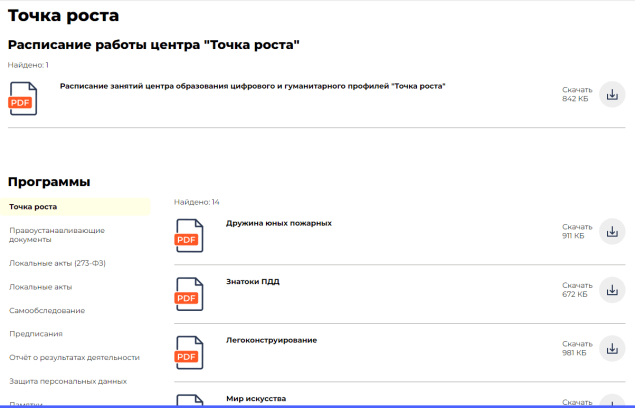 Точка роста
Расписание работы центра "Точка роста"
Найдено: 1
PDF
Расписание занятий центра образования цифрового и гуманитарного профилей "Точка роста"
Скачать
842 КБ
Программы
Точка роста
Правоустанавливающие
документы
Локальные акты (273-ФЗ)
Локальные акты
Самообследование
Предписания
Отчёт о результатах деятельности
Защита персональных данных
Памятки
Найдено: 14
PDF
Дружина юных пожарных
Скачать
911 КБ
PDF
Знатоки ПДД
Скачать
672 КБ
PDF
Легоконструирование
Скачать
981 КБ
Мир искусства
Скачать